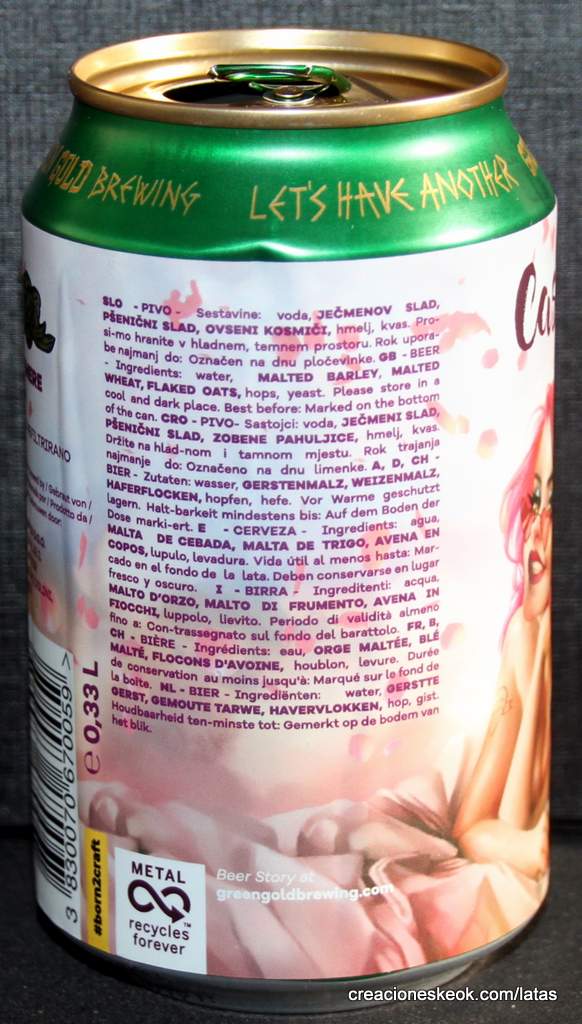 GOLD BREWING LET'S HAVE ANOTHER
SLO - PIVO - Sestavine: voda, JEČMENOV SLAD,
PŠENIČNI SLAD, OVSENI KOSMIČI, hmelj, kvas. Pro-
si-mo hranite v hladnem, temnem prostoru. Rok upora-
be najmanj do: Označen na dnu pločevinke. GB - BEER
- Ingredients: water, MALTED BARLEY, MALTED
WHEAT, FLAKED OATS, hops, yeast. Please store in a
cool and dark place. Best before: Marked on the bottom
of the can. CRO - PIVO- Sastojci: voda, JEČMENI SLAD,
PŠENIČNI SLAD, ZOBENE PAHULJICE, hmelj, kvas.
Držite na hlad-nom i tamnom mjestu. Rok trajanja
najmanje do: Označeno na dnu limenke. A, D, CH -
BIER - Zutaten: wasser, GERSTENMALZ, WEIZENMALZ,
HAFERFLOCKEN, hopfen, hefe. Vor Warme geschutzt
lagern. Halt-barkeit mindestens bis: Auf dem Boden der
Dose marki-ert. E - CERVEZA - Ingredients: agua,
MALTA DE CEBADA, MALTA DE TRIGO, AVENA EN
COPOS, lupulo, levadura. Vida útil al menos hasta: Mar-
cado en el fondo de la lata. Deben conservarse en lugar
fresco y oscuro. I - BIRRA - Ingreditenti: acqua,
MALTO D'ORZO, MALTO DI FRUMENTO, AVENA IN
FIOCCHI, luppolo, lievito. Periodo di validità almeno
fino a: Con-trassegnato sul fondo del barattolo. FR, B,
CH - BIÈRE - Ingrédients: eau, ORGE MALTÉE, BLÉ
MALTÉ, FLOCONS D'AVOINE, houblon, levure. Durée
de conservation au moins jusqu'à: Marqué sur le fond de
la boîte. NL - BIER - Ingrediënten: water, GERSTTE
GERST, GEMOUTE TARWE, HAVERVLOKKEN, hop, gist.
Houdbaarheid ten-minste tot: Gemerkt op de bodem van
het blik.
Ca
e 0,33 L
3 830070 670059 >
#born2craft
METAL
recycles
forever
Beer Story at
greengoldbrewing.com
creacioneskeok.com/latas